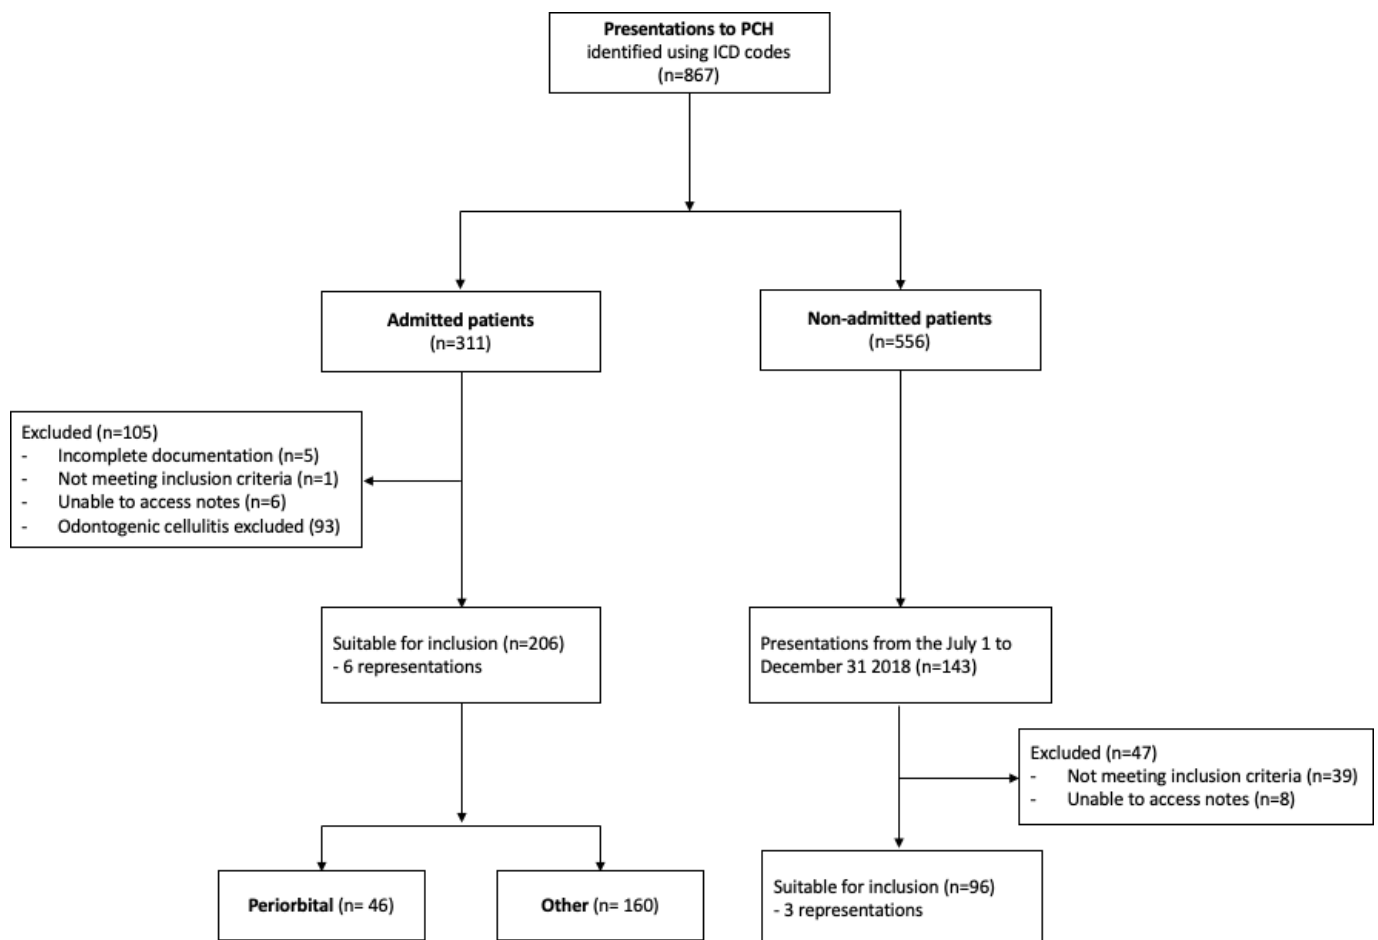 Presentations to PCH
identified using ICD codes
(n=867)
Admitted patients
(n=311)
Non-admitted patients
(n=556)
Excluded (n=105)
- Incomplete documentation (n=5)
- Not meeting inclusion criteria (n=1)
- Unable to access notes (n=6)
- Odontogenic cellulitis excluded (93)
Suitable for inclusion (n=206)
- 6 representations
Presentations from the July 1 to
December 31 2018 (n=143)
Excluded (n=47)
- Not meeting inclusion criteria (n=39)
- Unable to access notes (n=8)
Periorbital (n= 46)
Other (n= 160)
Suitable for inclusion (n=96)
- 3 representations